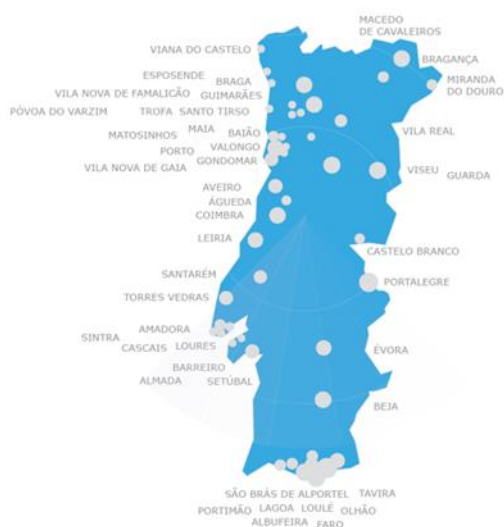 MACEDO
DE CAVALEIROS
VIANA DO CASTELO
BRAGANÇA
ESPOSENDE
BRAGA
MIRANDA
DO DOURO
VILA NOVA DE FAMALICÃO GUIMARÃES
PÓVOA DO VARZIM TROFA SANTO TIRSO
MAIA
MATOSINHOS BAIÃO
VILA REAL
PORTO VALONGO
VILA NOVA DE GAIA GONDOMAR
VISEU
GUARDA
AVEIRO
ÁGUEDA
COIMBRA
LEIRIA
CASTELO BRANCO
SANTARÉM
PORTALEGRE
TORRES VEDRAS
AMADORA
SINTRA
CASCAIS LOURES
ÉVORA
BARREIRO
ALMADA SETÚBAL
BEJA
SÃO BRÁS DE ALPORTEL TAVIRA
PORTIMÃO LAGOA LOULÉ OLHÃO
ALBUFEIRA FARO